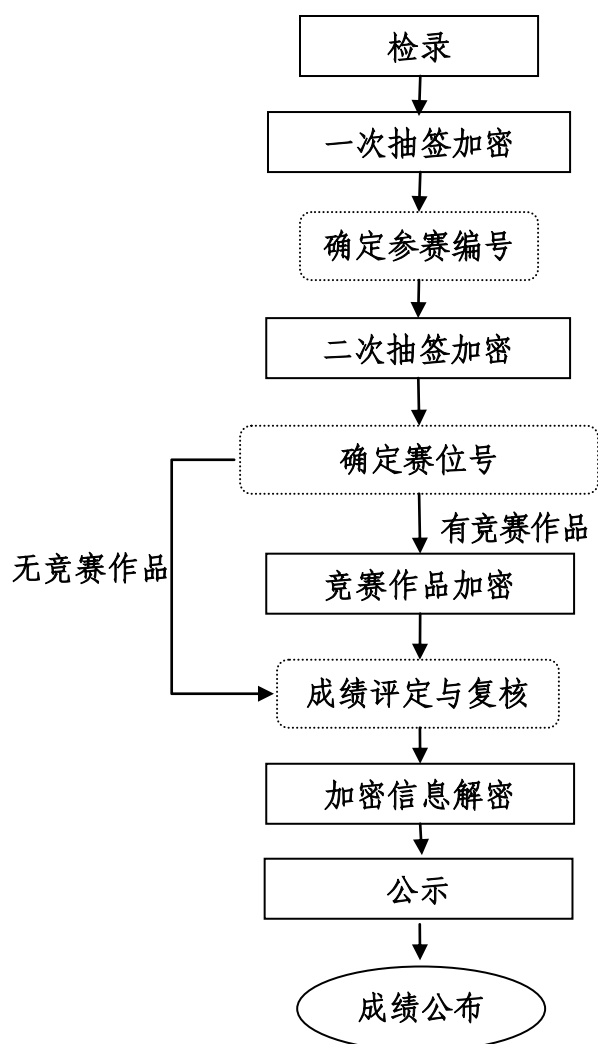 检录
一次抽签加密
确定参赛编号
二次抽签加密
确定赛位号
有竞赛作品
无竞赛作品
竞赛作品加密
成绩评定与复核
加密信息解密
公示
成绩公布